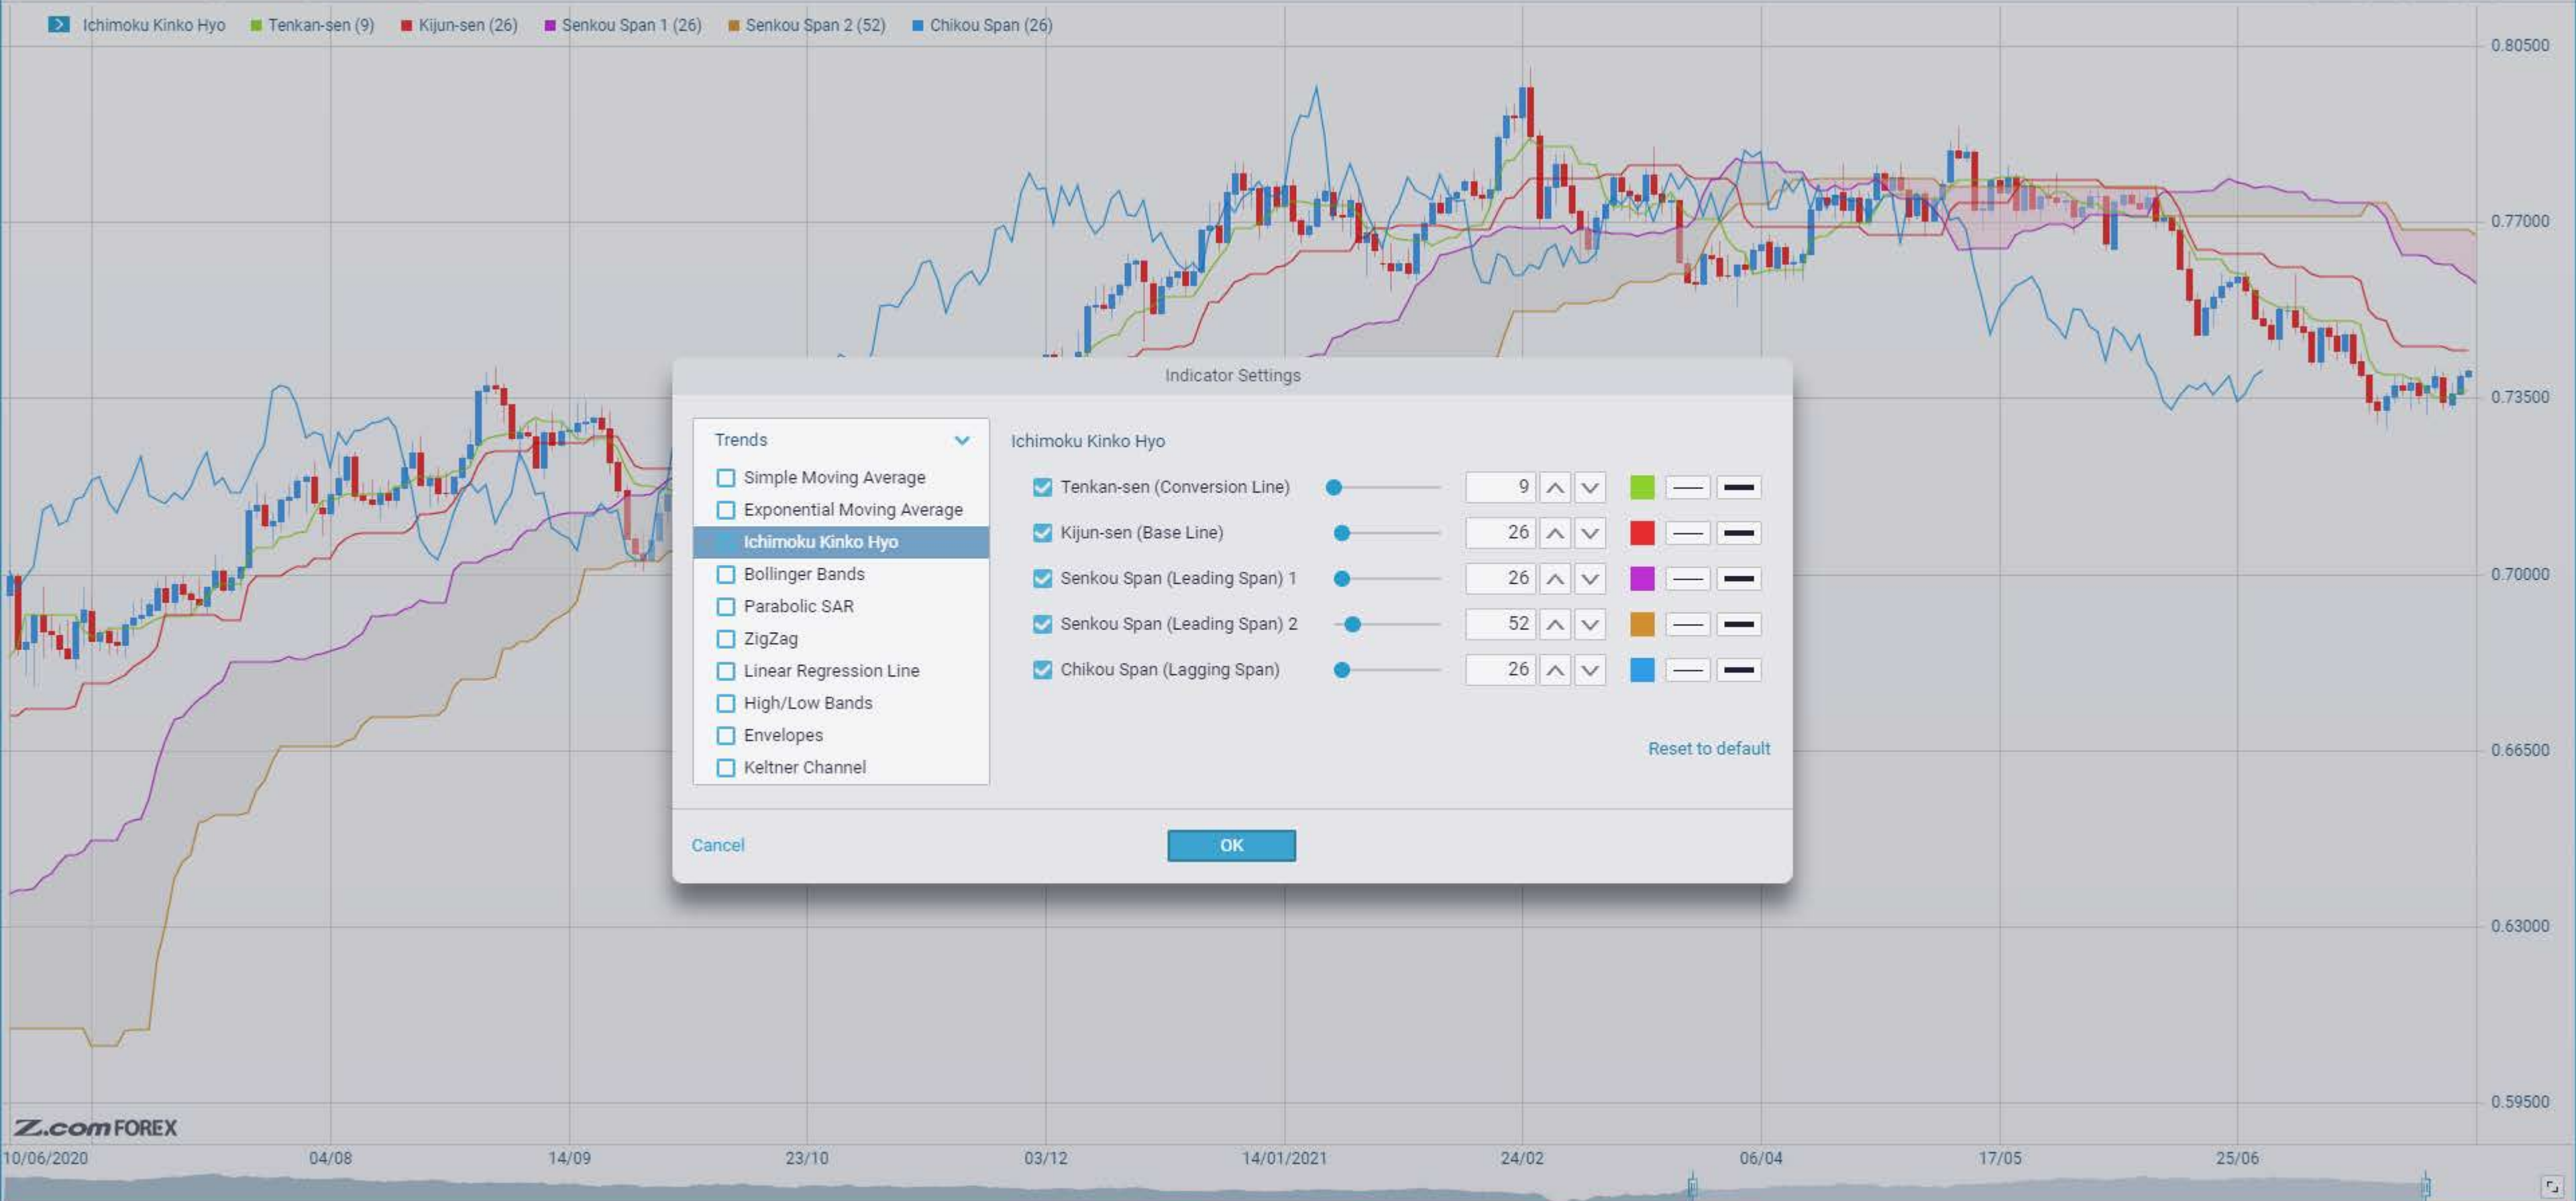 Ichimoku Kinko Hyo Tenkan-sen (9) Kijun-sen (26) Senkou Span 1 (26) Senkou Span 2 (52) Chikou Span (26)
0.80500
0.77000
0.73500
0.70000
0.66500
0.63000
0.59500
Indicator Settings
Trends
Simple Moving Average
Exponential Moving Average
Ichimoku Kinko Hyo
Bollinger Bands
Parabolic SAR
ZigZag
Linear Regression Line
High/Low Bands
Envelopes
Keltner Channel
Ichimoku Kinko Hyo
Tenkan-sen (Conversion Line) 9
Kijun-sen (Base Line) 26
Senkou Span (Leading Span) 1 26
Senkou Span (Leading Span) 2 52
Chikou Span (Lagging Span) 26
Reset to default
Cancel
OK
Z.com FOREX
10/06/2020 04/08 14/09 23/10 03/12 14/01/2021 24/02 06/04 17/05 25/06